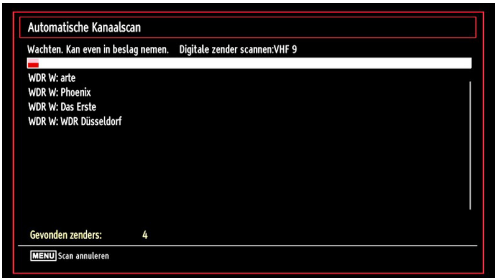 Automatische Kanaalscan
Wachten. Kan even in beslag nemen. Digitale zender scannen:VHF 9
WDR W: arte
WDR W: Phoenix
WDR W: Das Erste
WDR W: WDR Düsseldorf
Gevonden zenders: 4
MENU Scan annuleren